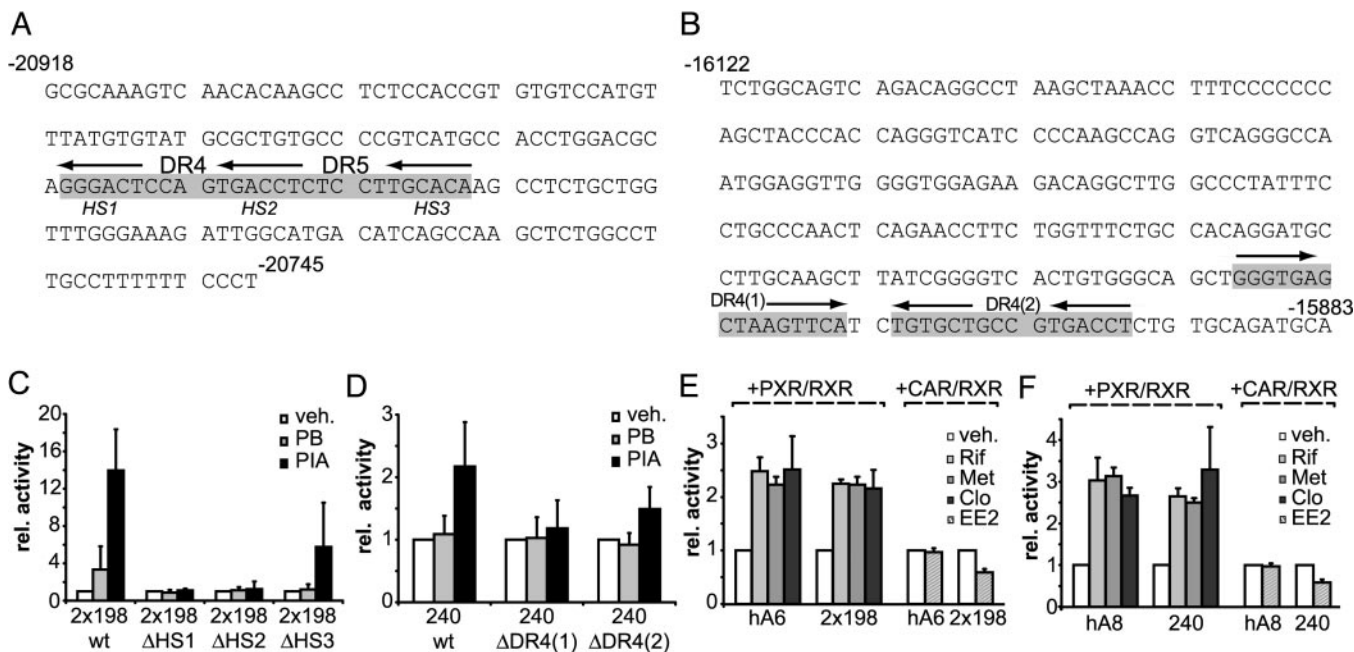 A
-20918
GCGCAAAGTC AACACAAGCC TCTCCACCGT GTGTCCATGT
TTATGTGTAT GCGCTGTGCC CCGTCATGCC ACCTGGACGC
DR4 DR5
AGGGACTCCA GTGACCTCTC CTTGCACAAG CCTCTGCTGG
HS1 HS2 HS3
TTTGGGAAAG ATTGGCATGA CATCAGCCAA GCTCTGGCCT
TGCCTTTTTT CCCT -20745
B
-16122
TCTGGCAGTC AGACAGGCCT AAGCTAAACC TTTCCCCCCC
AGCTACCCAC CAGGGTCATC CCCAAGCCAG GTCAGGGCCA
ATGGAGGTTG GGGTGGAGAA GACAGGCTTG GCCCTATTTC
CTGCCCAACT CAGAACCTTC TGGTTTCTGC CACAGGATGC
CTTGCAAGCT TATCGGGGTC ACTGTGGGCA GCTGGGTGAG
DR4(1) DR4(2) -15883
CTAAGTTCAT CTGTGCTGCC GTGACCTCTG TGCAGATGCA
C
rel. activity
20
16
12
8
4
0
veh.
PB
PIA
2x198 2x198 2x198 2x198
wt ΔHS1 ΔHS2 ΔHS3
D
rel. activity
3
2
1
0
veh.
PB
PIA
240 240 240
wt ΔDR4(1) ΔDR4(2)
E
+PXR/RXR +CAR/RXR
rel. activity
3
2
1
0
veh.
Rif
Met
Clo
EE2
hA6 2x198 hA6 2x198
F
+PXR/RXR +CAR/RXR
rel. activity
4
3
2
1
0
veh.
Rif
Met
Clo
EE2
hA8 240 hA8 240